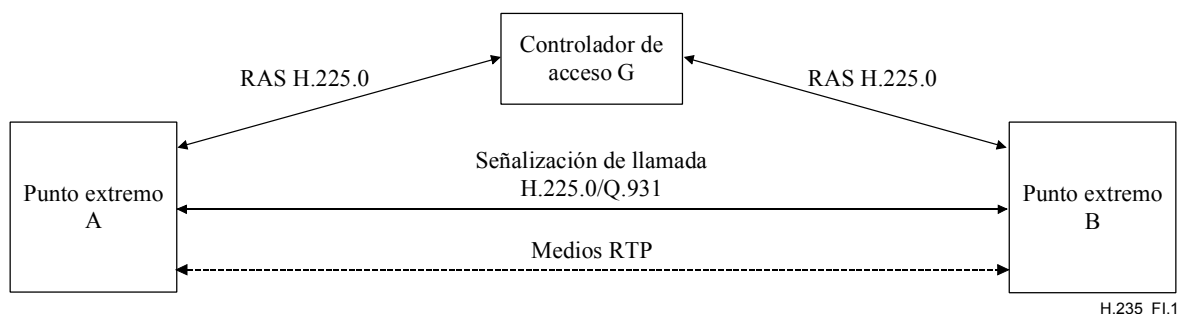 Controlador de
acceso G
RAS H.225.0
RAS H.225.0
Punto extremo
A
Señalización de llamada
H.225.0/Q.931
Medios RTP
Punto extremo
B
H.235_FI.1